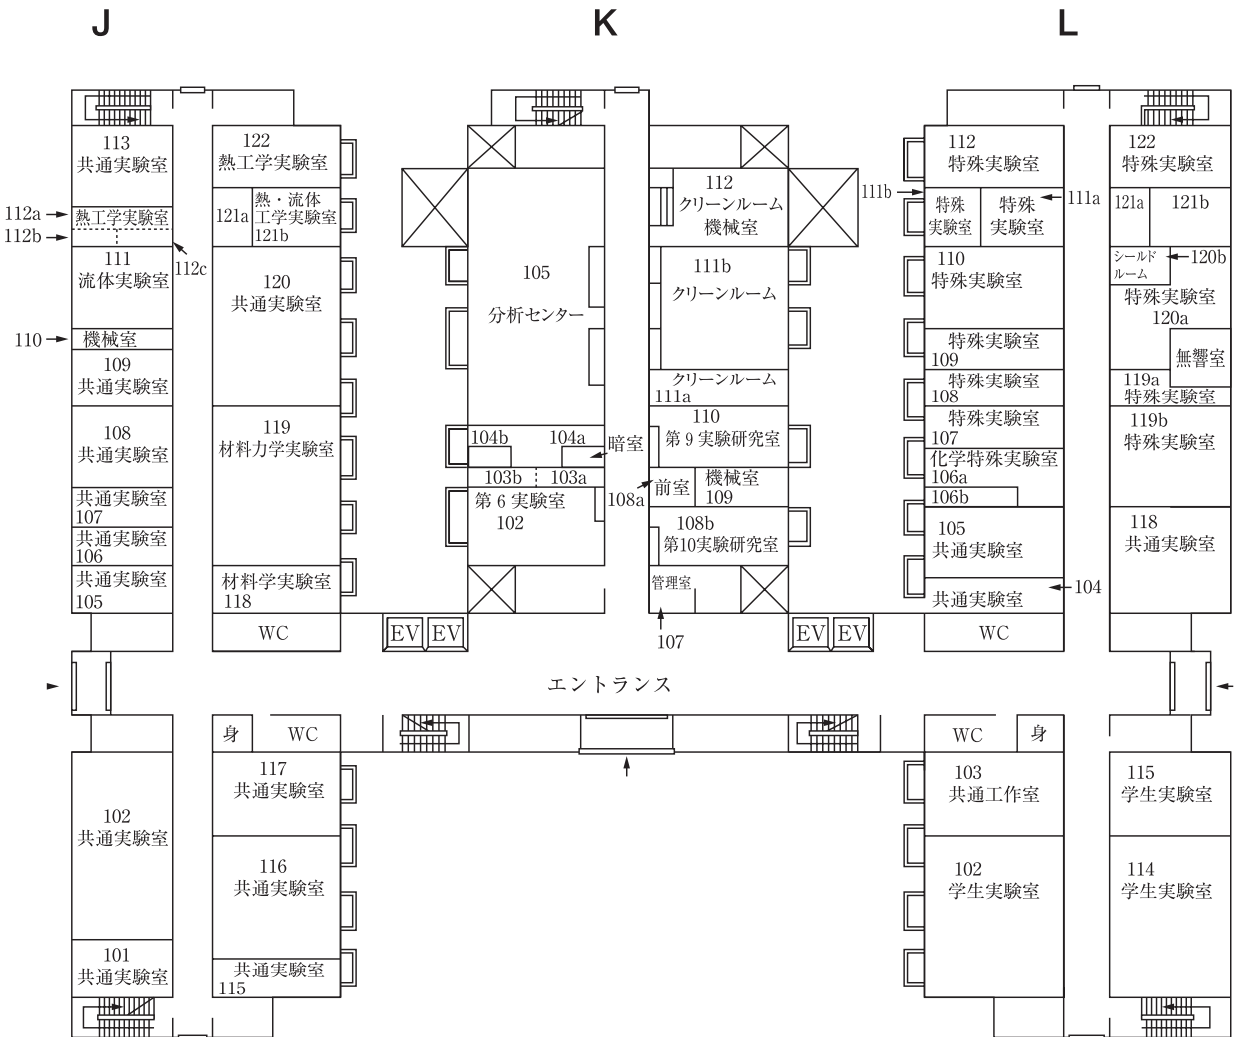 J
K
L
113
共通実験室
112a
熱工学実験室
112b
112c
111
流体実験室
110
機械室
109
共通実験室
108
共通実験室
共通実験室
107
共通実験室
106
共通実験室
105
122
熱工学実験室
121a
熱・流体
工学実験室
121b
120
共通実験室
119
材料力学実験室
材料学実験室
118
WC
EV
EV
身
WC
102
共通実験室
101
共通実験室
117
共通実験室
116
共通実験室
共通実験室
115
105
分析センター
104b
104a
暗室
103b
103a
第6実験室
102
112
クリーンルーム
機械室
111b
クリーンルーム
クリーンルーム
111a
110
第9実験研究室
108a
前室
機械室
109
108b
第10実験研究室
管理室
107
エントランス
EV
EV
112
特殊実験室
111b
特殊
実験室
111a
特殊
実験室
110
特殊実験室
特殊実験室
109
特殊実験室
108
特殊実験室
107
化学特殊実験室
106a
106b
105
共通実験室
104
共通実験室
WC
122
特殊実験室
121a
121b
シールド
ルーム
120b
特殊実験室
120a
無響室
119a
特殊実験室
119b
特殊実験室
118
共通実験室
WC
身
103
共通工作室
102
学生実験室
115
学生実験室
114
学生実験室